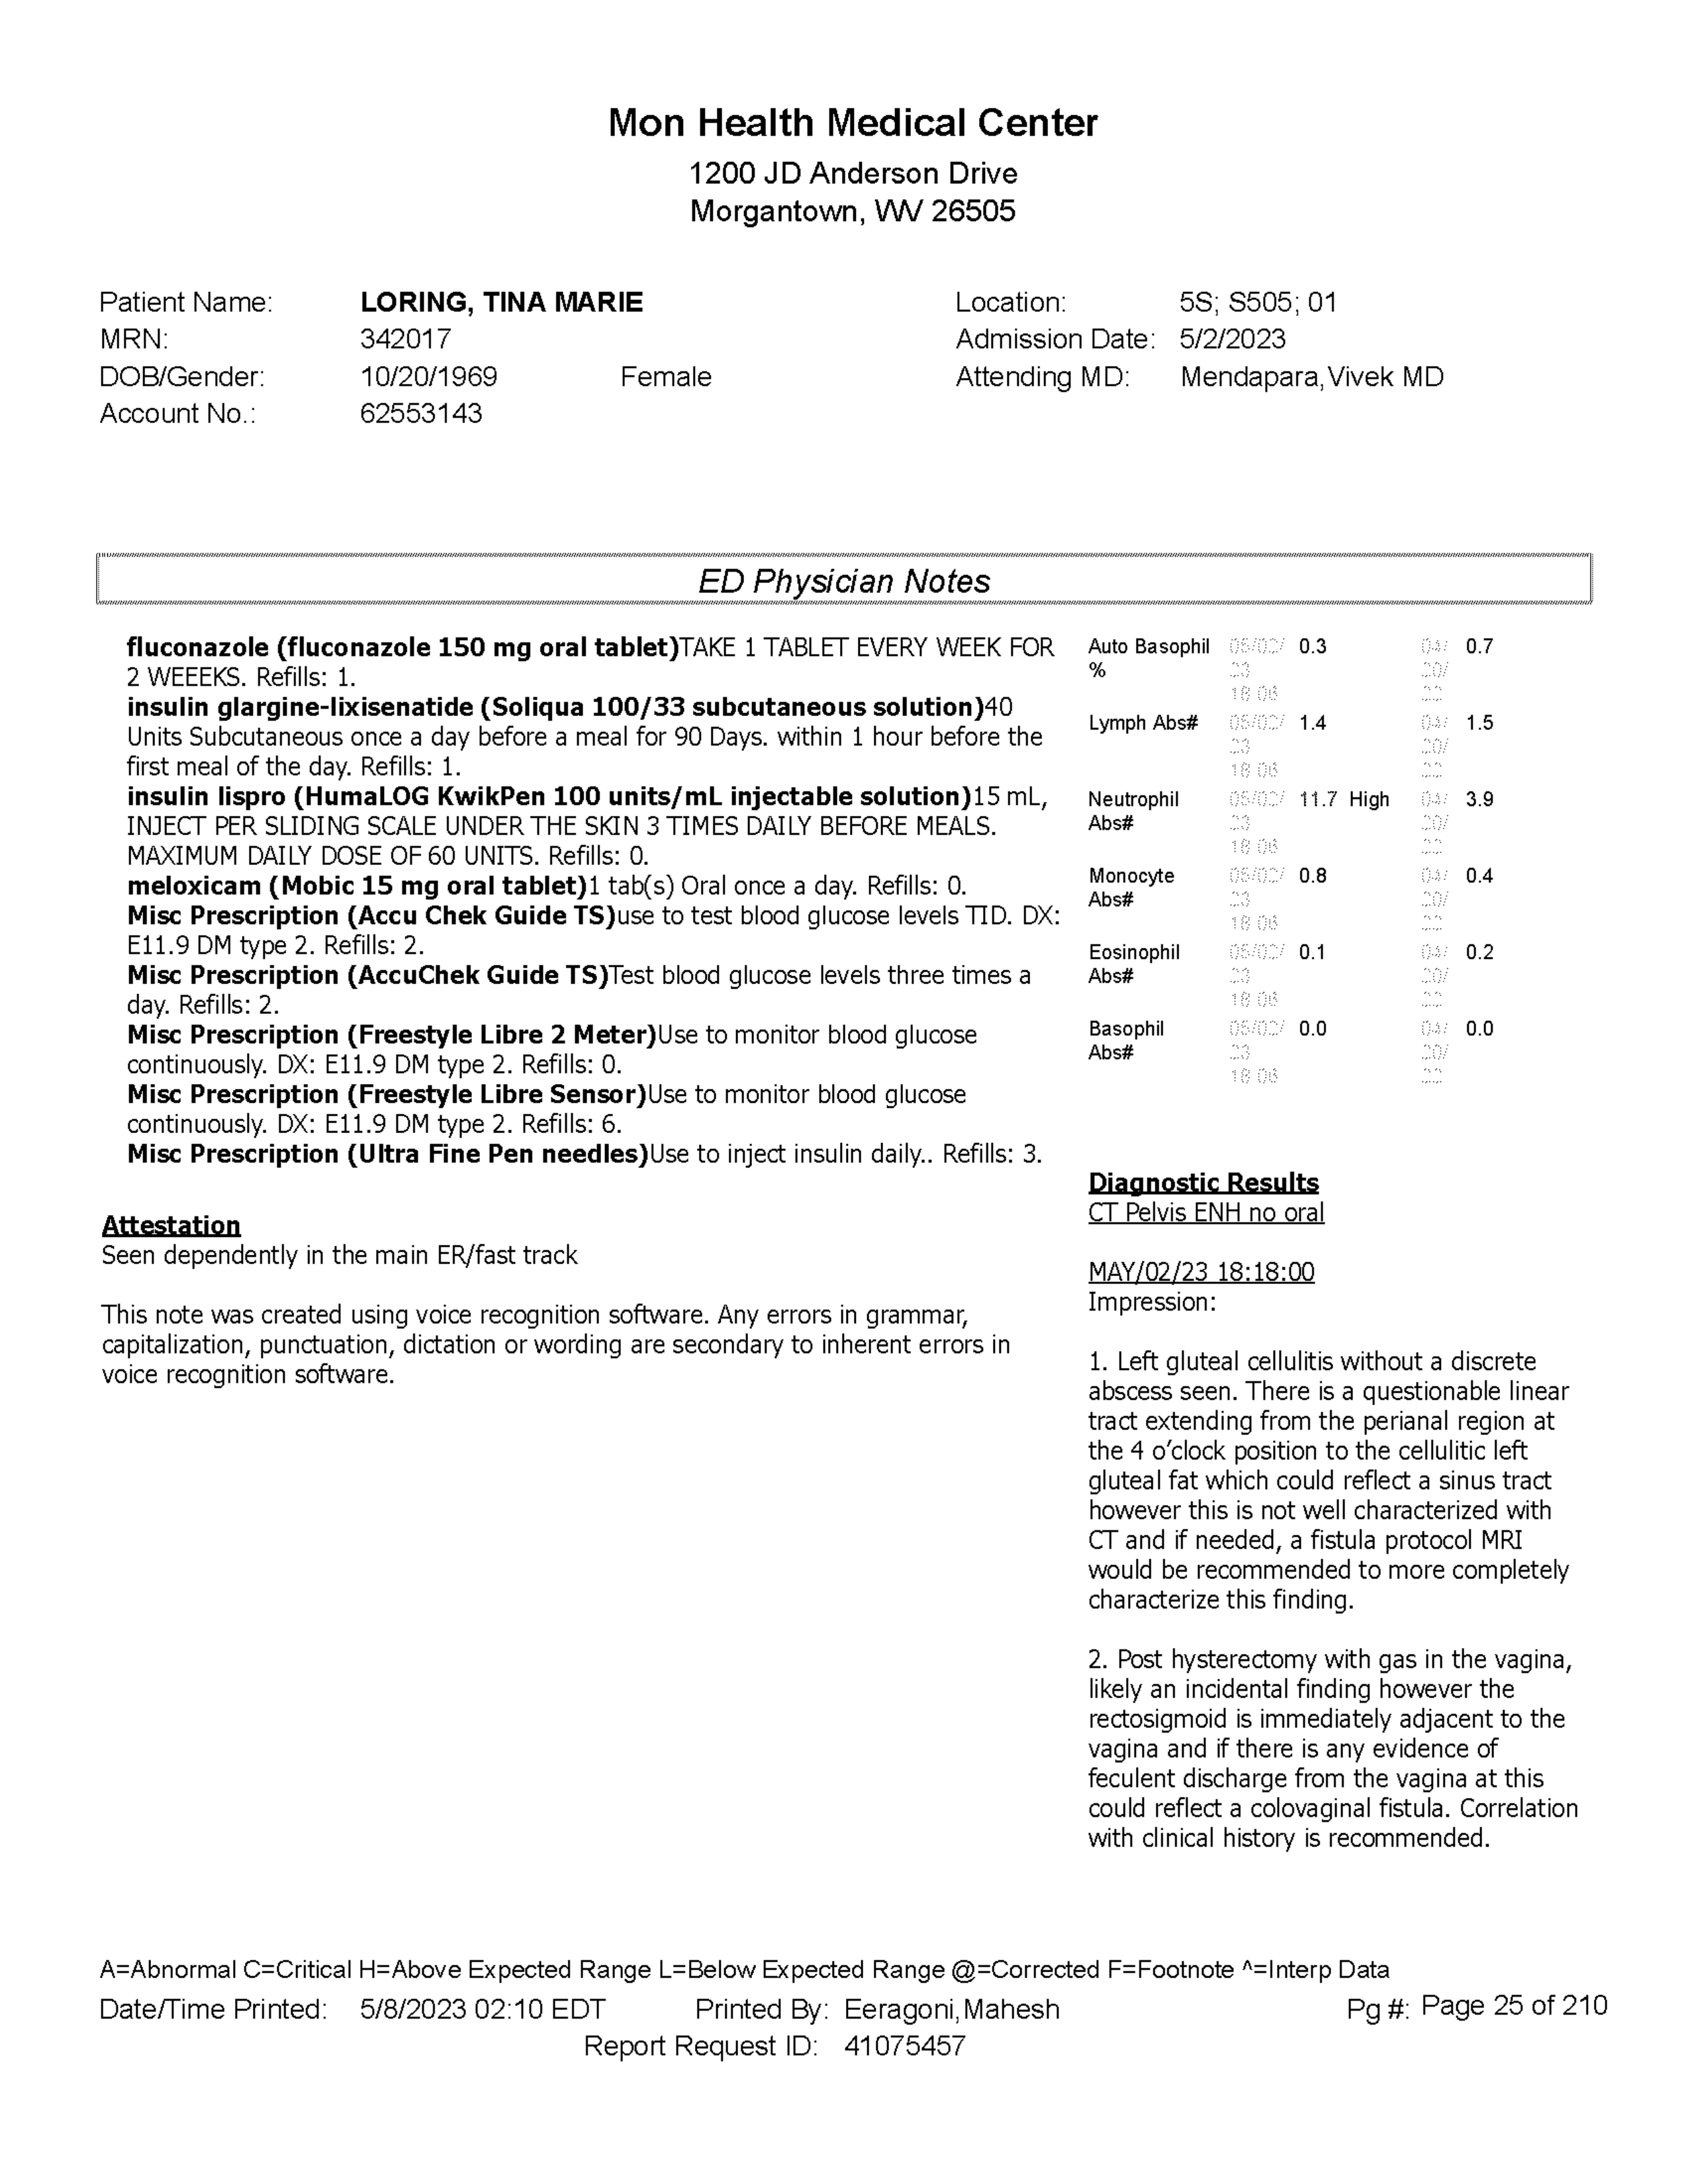 Mon Health Medical Center
1200 JD Anderson Drive
Morgantown, WV 26505
Patient Name: LORING, TINA MARIE Location: 5S; S505; 01
MRN: 342017 Admission Date: 5/2/2023
DOB/Gender: 10/20/1969 Female Attending MD: Mendapara,Vivek MD
Account No.: 62553143
ED Physician Notes
fluconazole (fluconazole 150 mg oral tablet)TAKE 1 TABLET EVERY WEEK FOR
2 WEEEKS. Refills: 1.
insulin glargine-lixisenatide (Soliqua 100/33 subcutaneous solution)40
Units Subcutaneous once a day before a meal for 90 Days. within 1 hour before the
first meal of the day. Refills: 1.
insulin lispro (HumaLOG KwikPen 100 units/mL injectable solution)15 mL,
INJECT PER SLIDING SCALE UNDER THE SKIN 3 TIMES DAILY BEFORE MEALS.
MAXIMUM DAILY DOSE OF 60 UNITS. Refills: 0.
meloxicam (Mobic 15 mg oral tablet)1 tab(s) Oral once a day. Refills: 0.
Misc Prescription (Accu Chek Guide TS)use to test blood glucose levels TID. DX:
E11.9 DM type 2. Refills: 2.
Misc Prescription (AccuChek Guide TS)Test blood glucose levels three times a
day. Refills: 2.
Misc Prescription (Freestyle Libre 2 Meter)Use to monitor blood glucose
continuously. DX: E11.9 DM type 2. Refills: 0.
Misc Prescription (Freestyle Libre Sensor)Use to monitor blood glucose
continuously. DX: E11.9 DM type 2. Refills: 6.
Misc Prescription (Ultra Fine Pen needles)Use to inject insulin daily.. Refills: 3.
Attestation
Seen dependently in the main ER/fast track
This note was created using voice recognition software. Any errors in grammar,
capitalization, punctuation, dictation or wording are secondary to inherent errors in
voice recognition software.
Auto Basophil 05/02/ 0.3 04/ 0.7
% 23 20/
18:06 22
Lymph Abs# 05/02/ 1.4 04/ 1.5
23 20/
18:06 22
Neutrophil 05/02/ 11.7 High 04/ 3.9
Abs# 23 20/
18:06 22
Monocyte 05/02/ 0.8 04/ 0.4
Abs# 23 20/
18:06 22
Eosinophil 05/02/ 0.1 04/ 0.2
Abs# 23 20/
18:06 22
Basophil 05/02/ 0.0 04/ 0.0
Abs# 23 20/
18:06 22
Diagnostic Results
CT Pelvis ENH no oral
MAY/02/23 18:18:00
Impression:
1. Left gluteal cellulitis without a discrete
abscess seen. There is a questionable linear
tract extending from the perianal region at
the 4 o’clock position to the cellulitic left
gluteal fat which could reflect a sinus tract
however this is not well characterized with
CT and if needed, a fistula protocol MRI
would be recommended to more completely
characterize this finding.
2. Post hysterectomy with gas in the vagina,
likely an incidental finding however the
rectosigmoid is immediately adjacent to the
vagina and if there is any evidence of
feculent discharge from the vagina at this
could reflect a colovaginal fistula. Correlation
with clinical history is recommended.
A=Abnormal C=Critical H=Above Expected Range L=Below Expected Range @=Corrected F=Footnote ^=Interp Data
Date/Time Printed: 5/8/2023 02:10 EDT Printed By: Eeragoni,Mahesh Pg #: Page 25 of 210
Report Request ID: 41075457